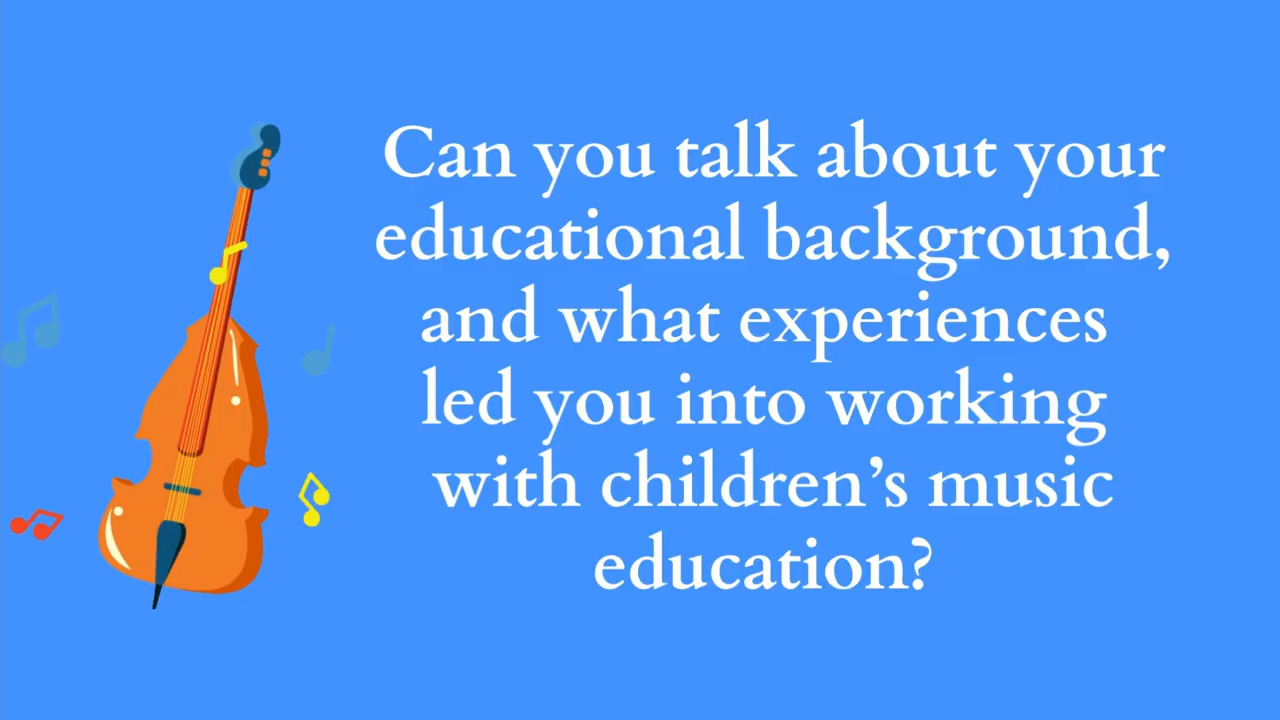 Can you talk about your
educational background,
and what experiences
led you into working
with children’s music
education?